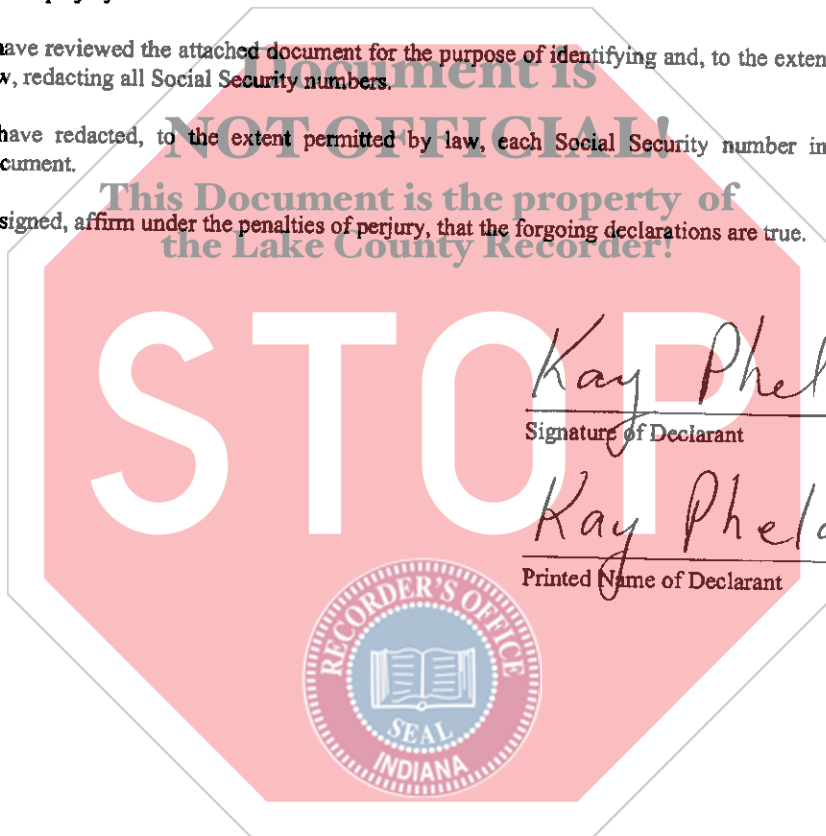 have reviewed the attached document for the purpose of identifying and, to the exten
w, redacting all Social Security numbers.
Document is
have redacted, to the extent permitted by law, each Social Security number in
NOT OFFICIAL!
cument.
This Document is the property of
signed, affirm under the penalties of perjury, that the forgoing declarations are true.
the Lake County Recorder!
STOP
Kay Phel
Signature of Declarant
Kay Phela
Printed Name of Declarant
RECORDER'S OFFICE
SEAL
INDIANA